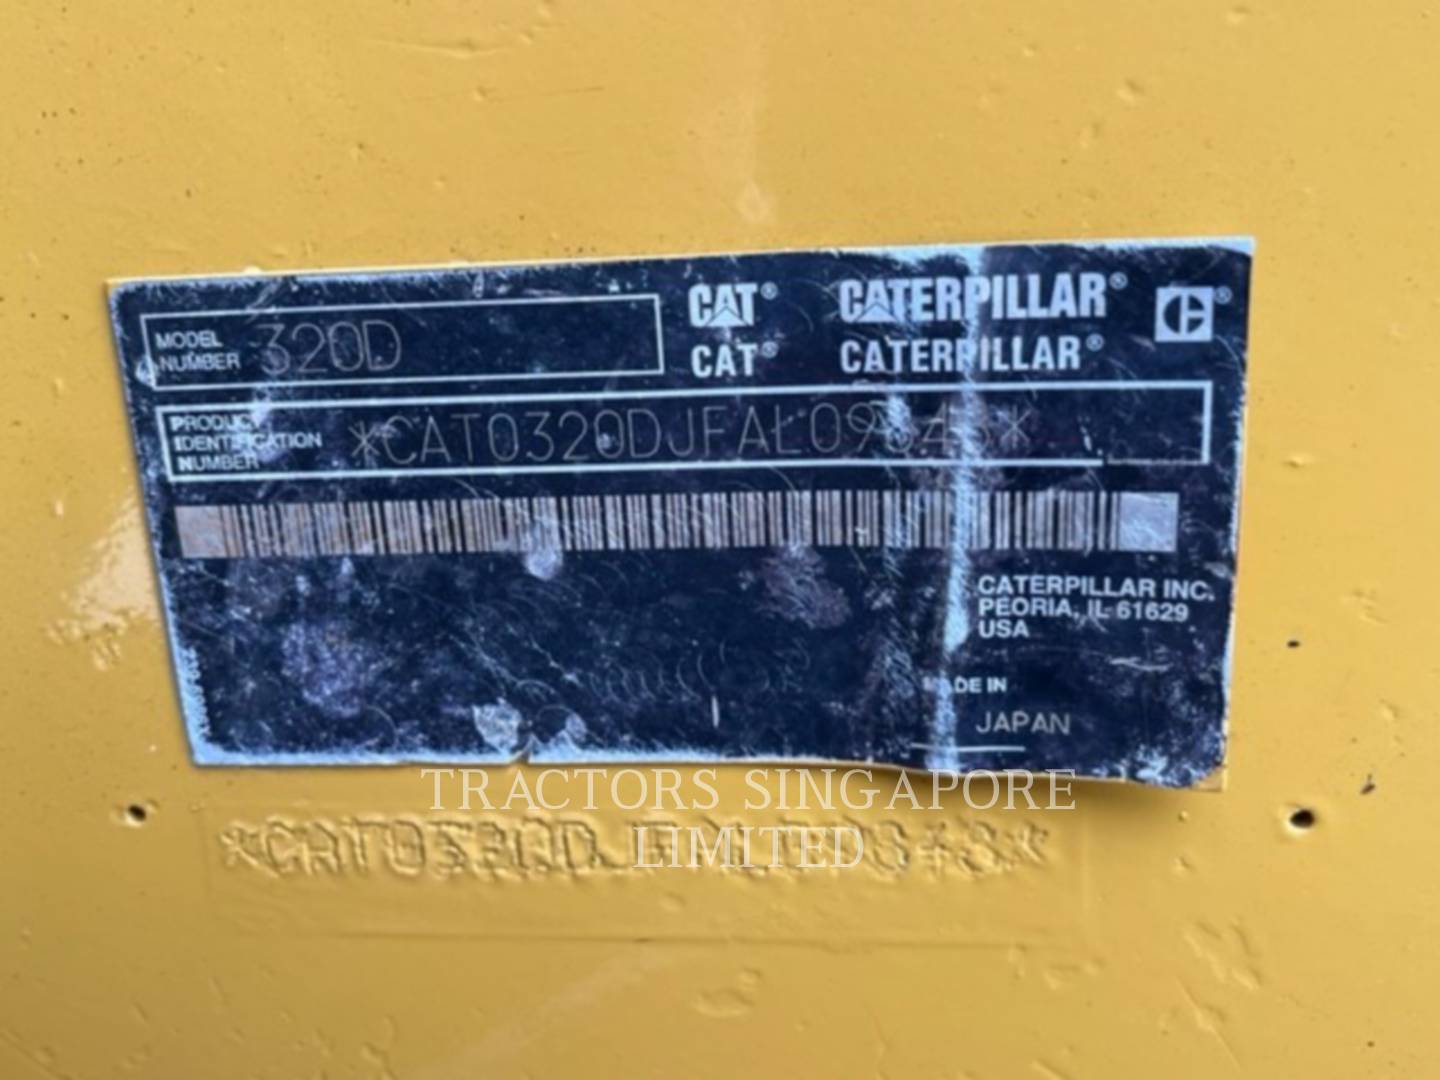 MODEL NUMBER 320D
CAT® CATERPILLAR®
CAT® CATERPILLAR®
PRODUCT IDENTIFICATION NUMBER
CATERPILLAR INC.
PEORIA, IL 61629
USA
MADE IN
JAPAN
TRACTORS SINGAPORE
LIMITED